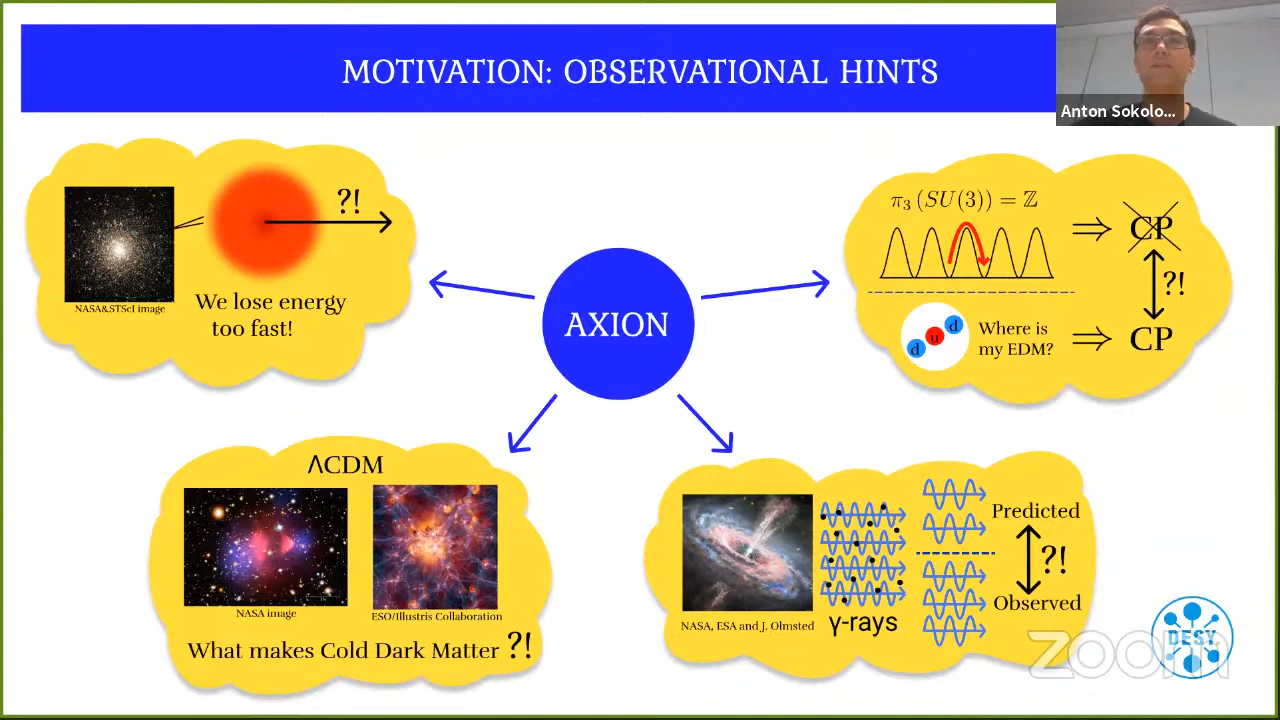 MOTIVATION: OBSERVATIONAL HINTS
Anton Sokolo...
?!
NASA&STScI image
We lose energy
too fast!
AXION
π₃ (SU(3)) = ℤ
⇒ CP
?!
d u d
Where is
my EDM?
⇒ CP
ΛCDM
NASA image
ESO/Illustris Collaboration
What makes Cold Dark Matter ?!
NASA, ESA and J. Olmsted
γ-rays
Predicted
?!
Observed
DESY
zoom